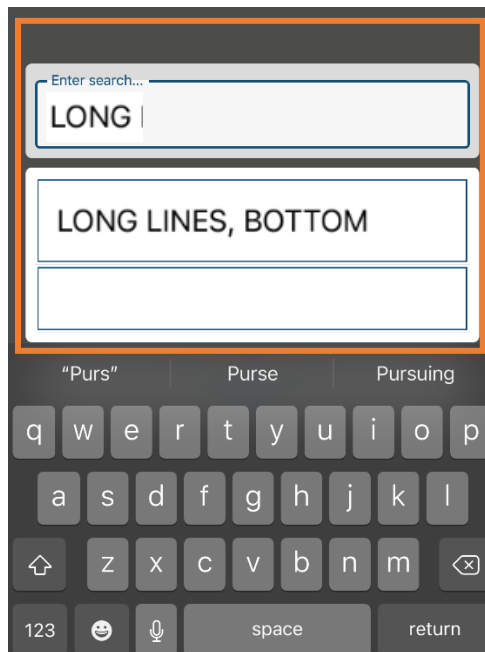 Enter search...
LONG
LONG LINES, BOTTOM
"Purs" Purse Pursuing
q w e r t y u i o p
a s d f g h j k l
z x c v b n m
123 space return